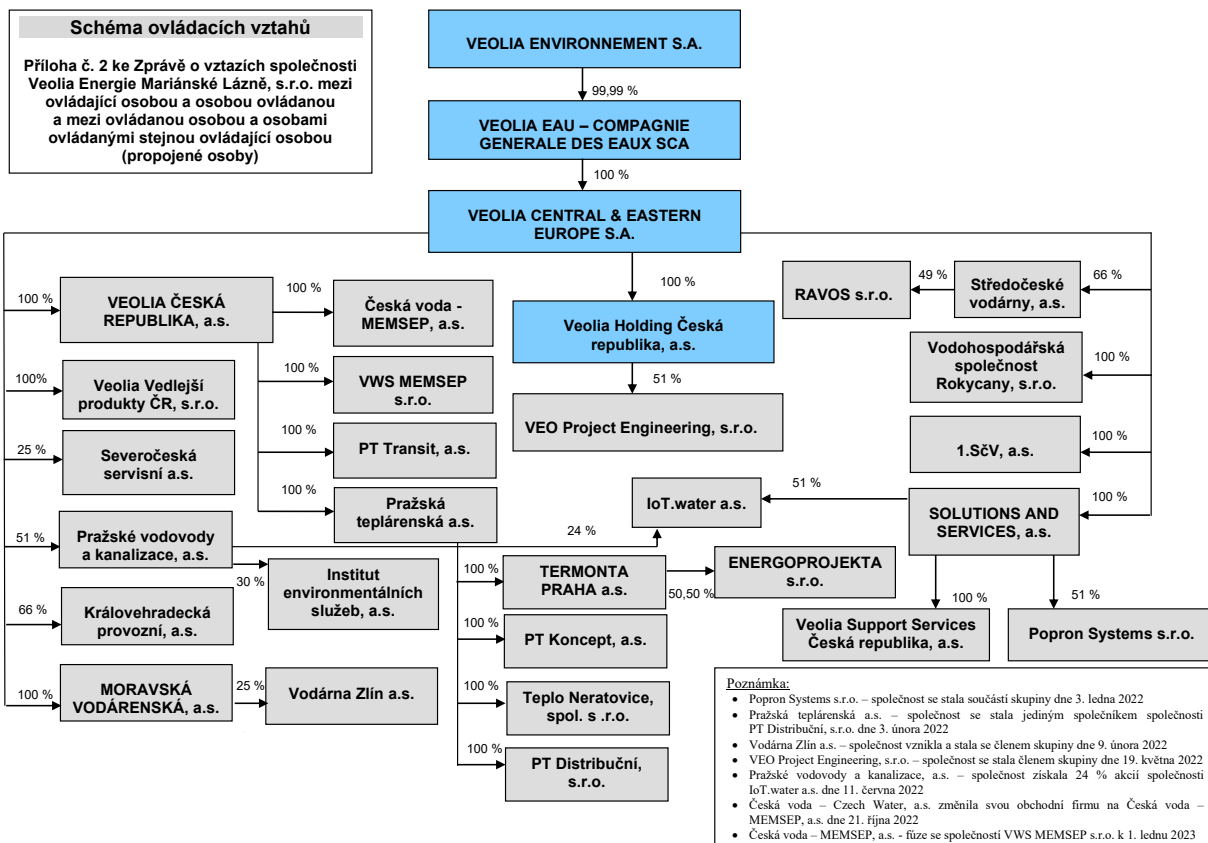 Schéma ovládacích vztahů
Příloha č. 2 ke Zprávě o vztazích společnosti
Veolia Energie Mariánské Lázně, s.r.o. mezi
ovládající osobou a osobou ovládanou
a mezi ovládanou osobou a osobami
ovládanými stejnou ovládající osobou
(propojené osoby)
VEOLIA ENVIRONNEMENT S.A.
99,99 %
VEOLIA EAU – COMPAGNIE
GENERALE DES EAUX SCA
100 %
VEOLIA CENTRAL & EASTERN
EUROPE S.A.
100 %
VEOLIA ČESKÁ
REPUBLIKA, a.s.
100 %
Česká voda -
MEMSEP, a.s.
100 %
Veolia Holding Česká
republika, a.s.
RAVOS s.r.o.
49 %
Středočeské
vodárny, a.s.
66 %
100%
Veolia Vedlejší
produkty ČR, s.r.o.
100 %
VWS MEMSEP
s.r.o.
51 %
VEO Project Engineering, s.r.o.
Vodohospodářská
společnost
Rokycany, s.r.o.
100 %
25 %
Severočeská
servisní a.s.
100 %
PT Transit, a.s.
1.SčV, a.s.
100 %
100 %
Pražská
teplárenská a.s.
IoT.water a.s.
51 %
SOLUTIONS AND
SERVICES, a.s.
100 %
51 %
Pražské vodovody
a kanalizace, a.s.
24 %
30 %
Institut
environmentálních
služeb, a.s.
100 %
TERMONTA
PRAHA a.s.
50,50 %
ENERGOPROJEKTA
s.r.o.
100 %
Veolia Support Services
Česká republika, a.s.
51 %
Popron Systems s.r.o.
66 %
Královehradecká
provozní, a.s.
100 %
PT Koncept, a.s.
100 %
MORAVSKÁ
VODÁRENSKÁ, a.s.
25 %
Vodárna Zlín a.s.
100 %
Teplo Neratovice,
spol. s .r.o.
100 %
PT Distribuční,
s.r.o.
Poznámka:
• Popron Systems s.r.o. – společnost se stala součástí skupiny dne 3. ledna 2022
• Pražská teplárenská a.s. – společnost se stala jediným společníkem společnosti
PT Distribuční, s.r.o. dne 3. února 2022
• Vodárna Zlín a.s. – společnost vznikla a stala se členem skupiny dne 9. února 2022
• VEO Project Engineering, s.r.o. – společnost se stala členem skupiny dne 19. května 2022
• Pražské vodovody a kanalizace, a.s. – společnost získala 24 % akcií společnosti
IoT.water a.s. dne 11. června 2022
• Česká voda – Czech Water, a.s. změnila svou obchodní firmu na Česká voda –
MEMSEP, a.s. dne 21. října 2022
• Česká voda – MEMSEP, a.s. - fúze se společností VWS MEMSEP s.r.o. k 1. lednu 2023